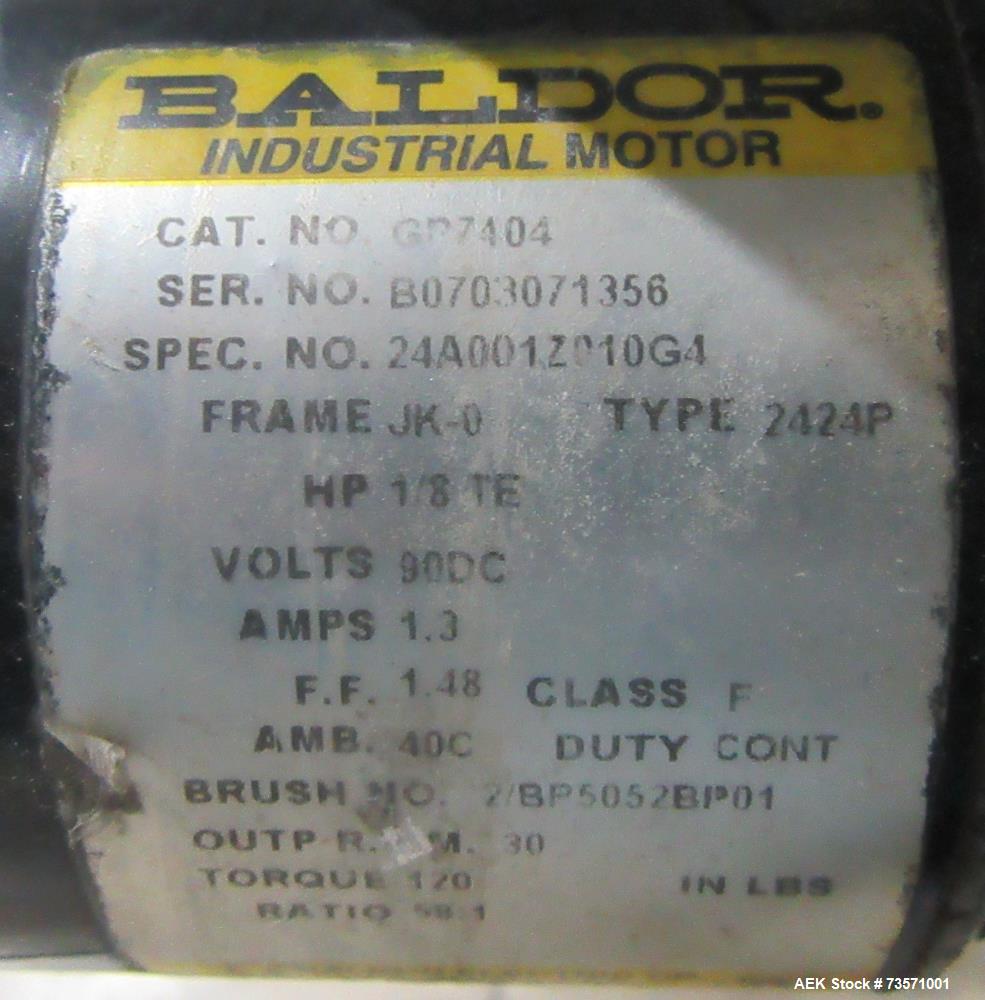 BALDOR.
INDUSTRIAL MOTOR
CAT. NO. GP7404
SER. NO. B0703071356
SPEC. NO. 24A001Z010G4
FRAME JK-0 TYPE 2424P
HP 1/8 TE
VOLTS 90DC
AMPS 1.3
F.F. 1.48 CLASS F
AMB. 40C DUTY CONT
BRUSH NO. 2/BP5052BP01
OUTP R.P.M. 30
TORQUE 120 IN LBS
RATIO
AEK Stock # 73571001